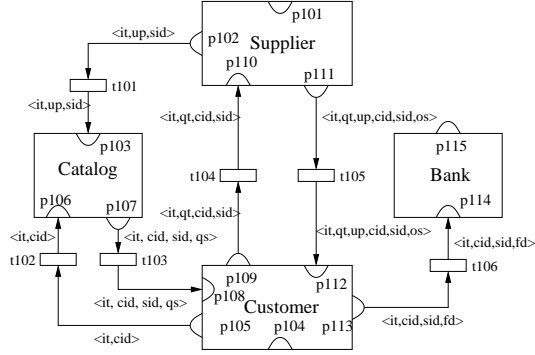 p101
<it,up,sid>
p102
Supplier
p110
p111
t101
<it,up,sid>
<it,qt,cid,sid>
<it,qt,up,cid,sid,os>
p103
Catalog
p106
p107
t104
t105
p115
Bank
p114
<it,cid>
<it, cid, sid, qs>
<it,qt,cid,sid>
<it,qt,up,cid,sid,os>
<it,cid,sid,fd>
t102
t103
t106
p109
p112
<it, cid, sid, qs>
p108
Customer
p105
p104
p113
<it,cid,sid,fd>
<it,cid>